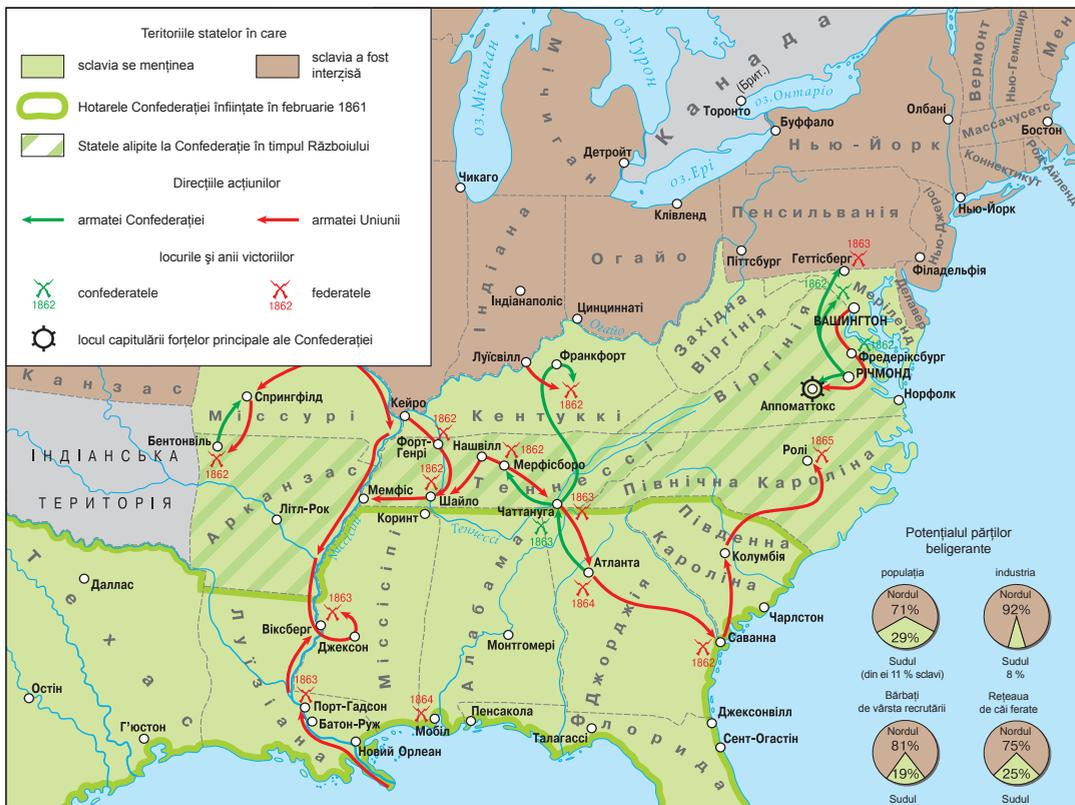 Teritoriile statelor în care
sclavia se menținea
sclavia a fost
interzisă
Hotarele Confederației înființate în februarie 1861
Statele alipite la Confederație în timpul Războiului
Direcțiile acțiunilor
armatei Confederației
armatei Uniunii
locurile și anii victoriilor
1862
confederatele
1862
federatele
locul capitulării forțelor principale ale Confederației
оз.Мічиган
Мічиган
оз.Гурон
Канада
(Брит.)
Торонто
оз.Онтаріо
Буффало
Олбані
Вермонт
Нью-Гемпшир
Мен
Массачусетс
Бостон
Коннектикут
Род-Айленд
Нью-Йорк
Нью-Йорк
Детройт
оз.Ері
Чикаго
Клівленд
Пенсильванія
Нью-Джерсі
Піттсбург
Геттісберг
1863
Філадельфія
Індіана
Огайо
Індіанаполіс
Цинциннаті
Огайо
1862
Меріленд
Делавер
ВАШИНГТОН
Західна
Віргінія
Віргінія
1862
Фредеріксбург
РІЧМОНД
Аппоматтокс
Норфолк
Луїсвілл
Франкфорт
1862
Канзас
Спрингфілд
Міссурі
Кейро
Кентуккі
Бентонвіль
1862
ІНДІАНСЬКА
ТЕРИТОРІЯ
Форт-
Генрі
1862
Нашвілл
1862
Мерфісборо
1862
Теннессі
Ролі
1865
Північна Кароліна
Арканзас
Мемфіс
Шайло
Літл-Рок
Коринт
Чаттануга
1863
1863
Теннесса
Миссисипі
Південна
Кароліна
Колумбія
Атланта
1864
Чарлстон
Даллас
Техас
Луїзіана
Міссісіпі
Алабама
Джорджія
1863
Віксберг
Джексон
Монтгомері
Саванна
1862
Остін
Г’юстон
1863
Порт-Гадсон
Батон-Руж
Новий Орлеан
1864
Мобіл
Пенсакола
Талагассі
Флорида
Джексонвілл
Сент-Огастін
Potențialul părților
beligerante
populația
Nordul
71%
29%
Sudul
(din ei 11 % sclavi)
industria
Nordul
92%
Sudul
8 %
Bărbați
de vârsta recrutării
Nordul
81%
19%
Sudul
Rețeaua
de căi ferate
Nordul
75%
25%
Sudul